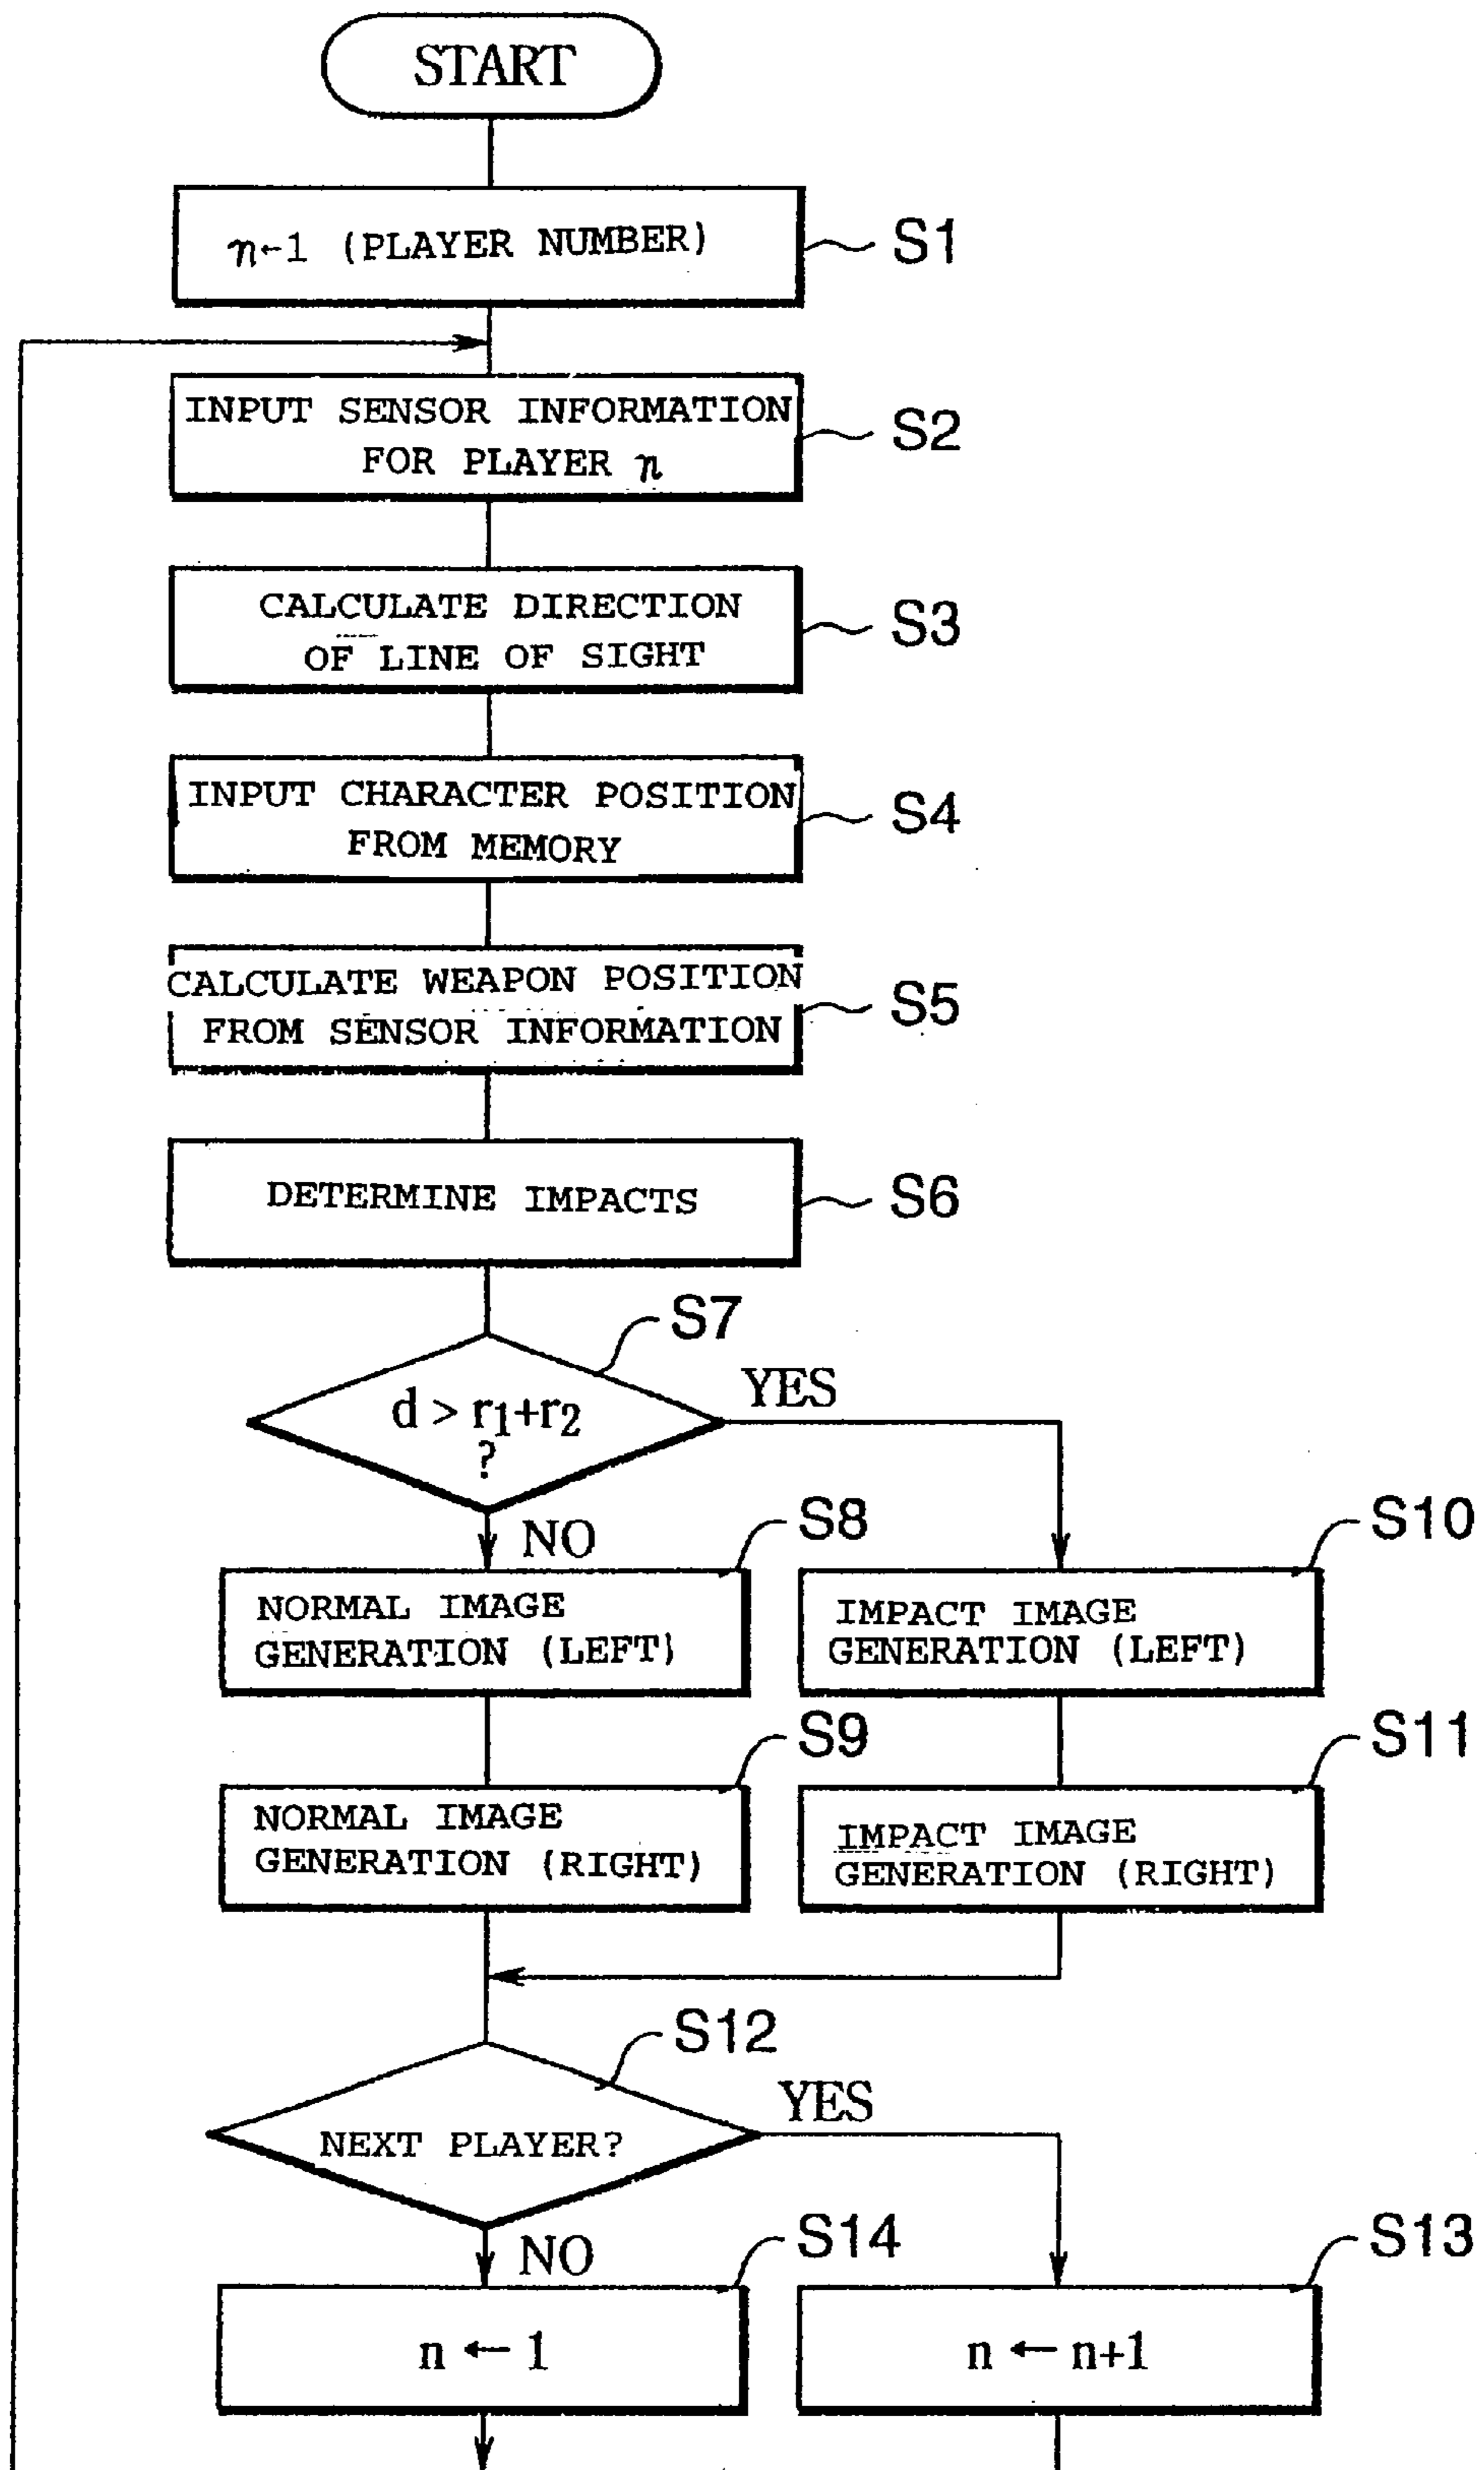 START
n←1 (PLAYER NUMBER)
S1
INPUT SENSOR INFORMATION
FOR PLAYER n
S2
CALCULATE DIRECTION
OF LINE OF SIGHT
S3
INPUT CHARACTER POSITION
FROM MEMORY
S4
CALCULATE WEAPON POSITION
FROM SENSOR INFORMATION
S5
DETERMINE IMPACTS
S6
S7
d > r1+r2
?
YES
NO
S8
NORMAL IMAGE
GENERATION (LEFT)
S10
IMPACT IMAGE
GENERATION (LEFT)
S9
NORMAL IMAGE
GENERATION (RIGHT)
S11
IMPACT IMAGE
GENERATION (RIGHT)
S12
NEXT PLAYER?
YES
NO
S14
n ← 1
S13
n ← n+1